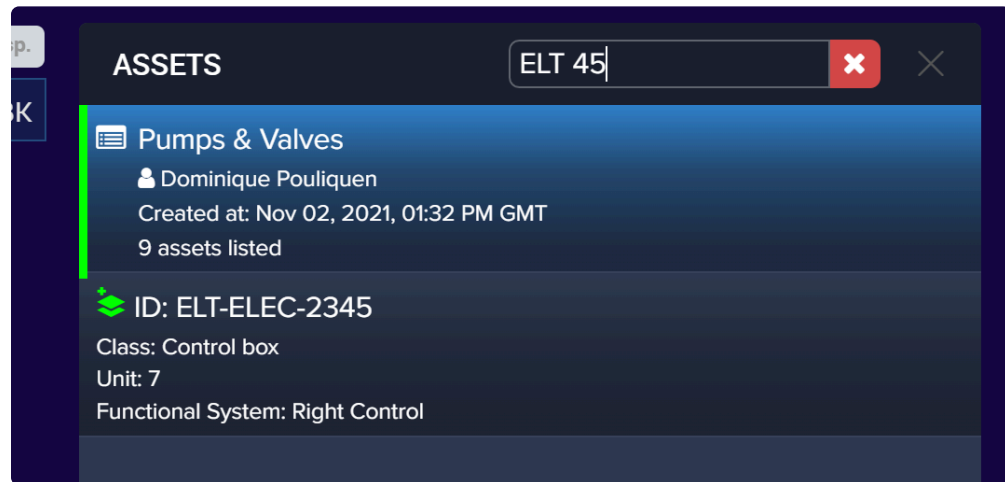 sp.
ASSETS
ELT 45
K
Pumps & Valves
Dominique Pouliquen
Created at: Nov 02, 2021, 01:32 PM GMT
9 assets listed
ID: ELT-ELEC-2345
Class: Control box
Unit: 7
Functional System: Right Control